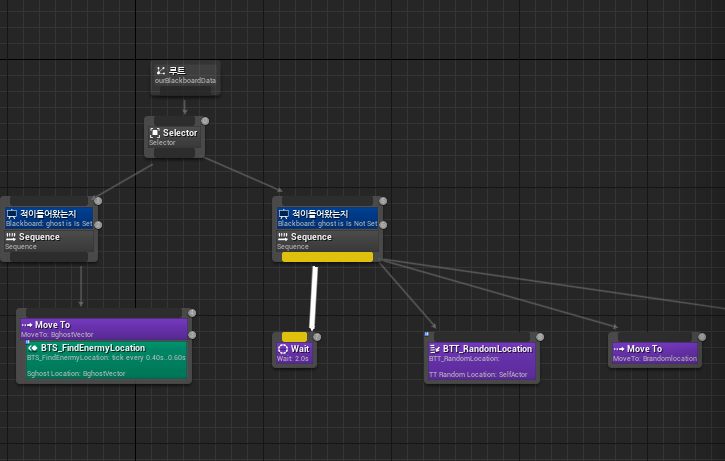 루트
ourBlackboardData
Selector
Selector
적이들어왔는지
Blackboard: ghost is Is Set
Sequence
Sequence
적이들어왔는지
Blackboard: ghost is Is Not Set
Sequence
Sequence
Move To
MoveTo: BghostVector
BTS_FindEnermyLocation
BTS_FindEnermyLocation: tick every 0.40s..0.60s
Sghost Location: BghostVector
Wait
Wait: 2.0s
BTT_RandomLocation
BTT_RandomLocation:
TT Random Location: SelfActor
Move To
MoveTo: BrandomLocation